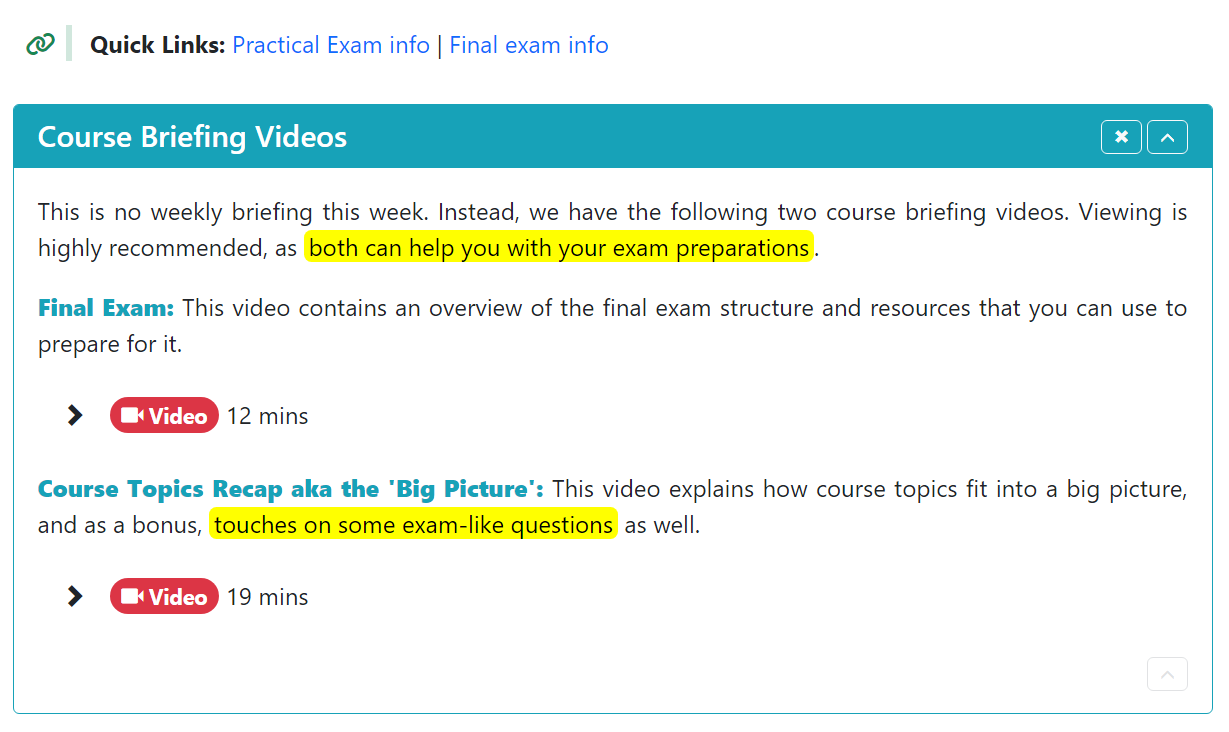 Quick Links: Practical Exam info | Final exam info
Course Briefing Videos
This is no weekly briefing this week. Instead, we have the following two course briefing videos. Viewing is
highly recommended, as both can help you with your exam preparations.
Final Exam: This video contains an overview of the final exam structure and resources that you can use to
prepare for it.
Video 12 mins
Course Topics Recap aka the 'Big Picture': This video explains how course topics fit into a big picture,
and as a bonus, touches on some exam-like questions as well.
Video 19 mins